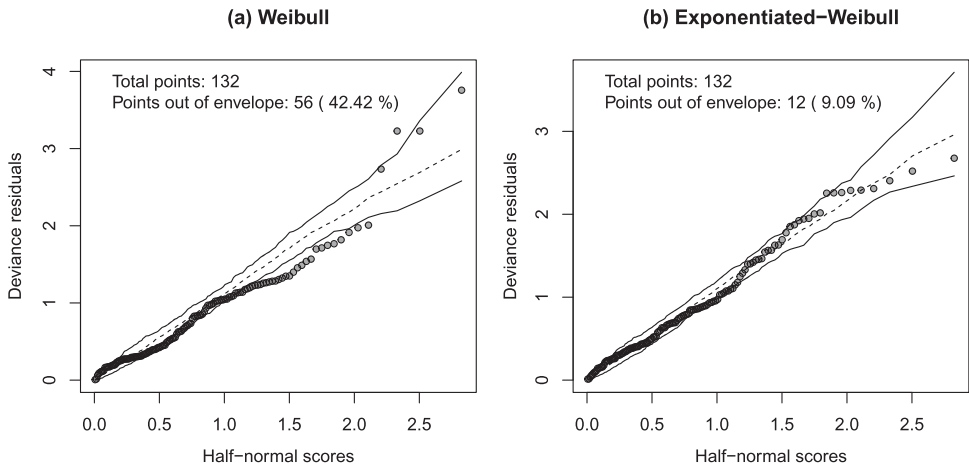 (a) Weibull
Total points: 132
Points out of envelope: 56 ( 42.42 %)
Deviance residuals
0
1
2
3
4
0.0 0.5 1.0 1.5 2.0 2.5
Half−normal scores
(b) Exponentiated−Weibull
Total points: 132
Points out of envelope: 12 ( 9.09 %)
Deviance residuals
0
1
2
3
0.0 0.5 1.0 1.5 2.0 2.5
Half−normal scores